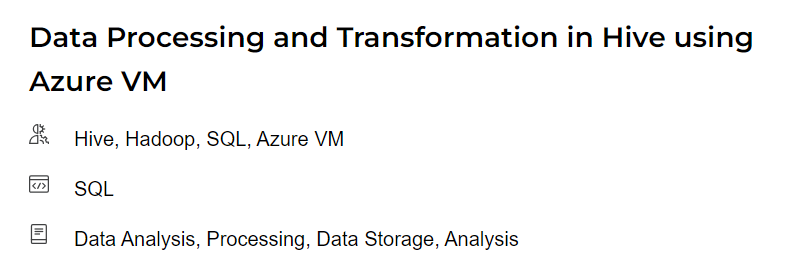 Data Processing and Transformation in Hive using
Azure VM
Hive, Hadoop, SQL, Azure VM
SQL
Data Analysis, Processing, Data Storage, Analysis